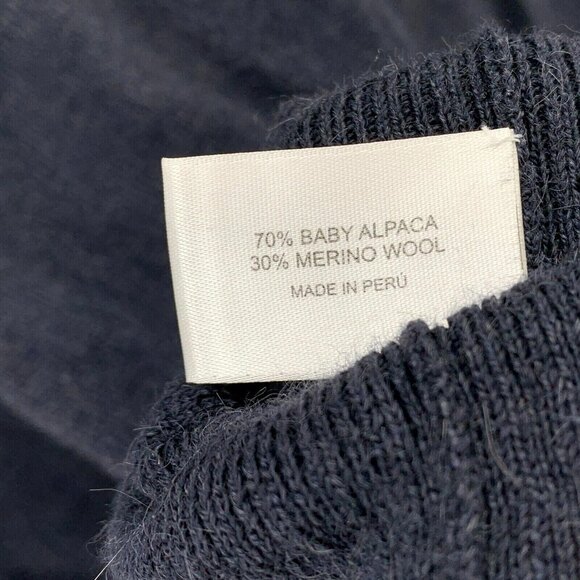 70% BABY ALPACA
30% MERINO WOOL
MADE IN PERÚ